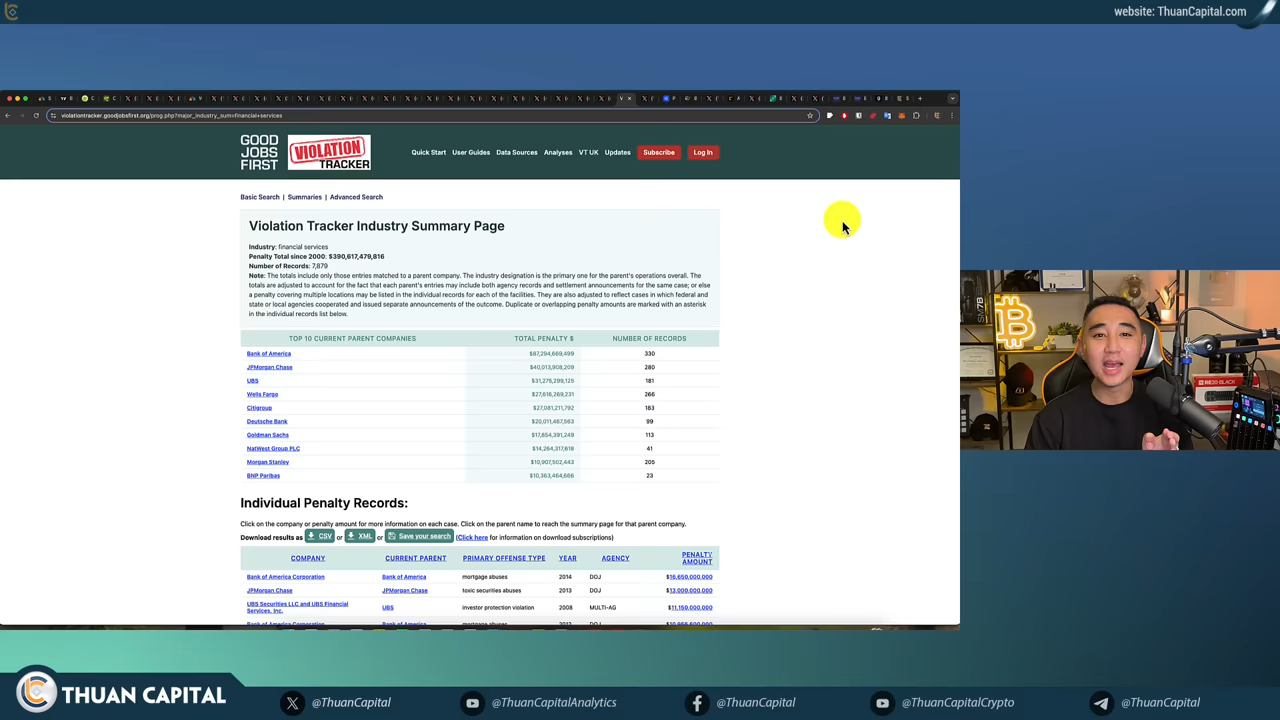 website: ThuanCapital.com
violationtracker.goodjobsfirst.org/prog.php?major_industry_sum=financial+services
GOOD JOBS FIRST
VIOLATION TRACKER
Quick Start User Guides Data Sources Analyses VT UK Updates Subscribe Log In
Basic Search | Summaries | Advanced Search
Violation Tracker Industry Summary Page
Industry: financial services
Penalty Total since 2000: $390,617,479,816
Number of Records: 7,879
Note: The totals include only those entries matched to a parent company. The industry designation is the primary one for the parent's operations overall. The
totals are adjusted to account for the fact that each parent's entries may include both agency records and settlement announcements for the same case; or else
a penalty covering multiple locations may be listed in the individual records for each of the facilities. They are also adjusted to reflect cases in which federal and
state or local agencies cooperated and issued separate announcements of the outcome. Duplicate or overlapping penalty amounts are marked with an asterisk
in the individual records list below.
TOP 10 CURRENT PARENT COMPANIES TOTAL PENALTY $ NUMBER OF RECORDS
Bank of America $87,294,669,499 330
JPMorgan Chase $40,013,908,209 280
UBS $31,275,299,125 181
Wells Fargo $27,616,269,231 266
Citigroup $27,081,211,792 163
Deutsche Bank $20,011,467,563 99
Goldman Sachs $17,854,391,249 113
NatWest Group PLC $14,264,317,818 41
Morgan Stanley $10,907,502,443 205
BNP Paribas $10,363,464,666 23
Individual Penalty Records:
Click on the company or penalty amount for more information on each case. Click on the parent name to reach the summary page for that parent company.
Download results as CSV or XML or Save your search (Click here for information on download subscriptions)
COMPANY CURRENT PARENT PRIMARY OFFENSE TYPE YEAR AGENCY PENALTY AMOUNT
Bank of America Corporation Bank of America mortgage abuses 2014 DOJ $16,650,000,000
JPMorgan Chase JPMorgan Chase toxic securities abuses 2013 DOJ $13,000,000,000
UBS Securities LLC and UBS Financial Services, Inc. UBS investor protection violation 2008 MULTI-AG $11,150,000,000
SM7B
RE20-BLACK
THUAN CAPITAL
@ThuanCapital
@ThuanCapitalAnalytics
@ThuanCapital
@ThuanCapitalCrypto
@ThuanCapital